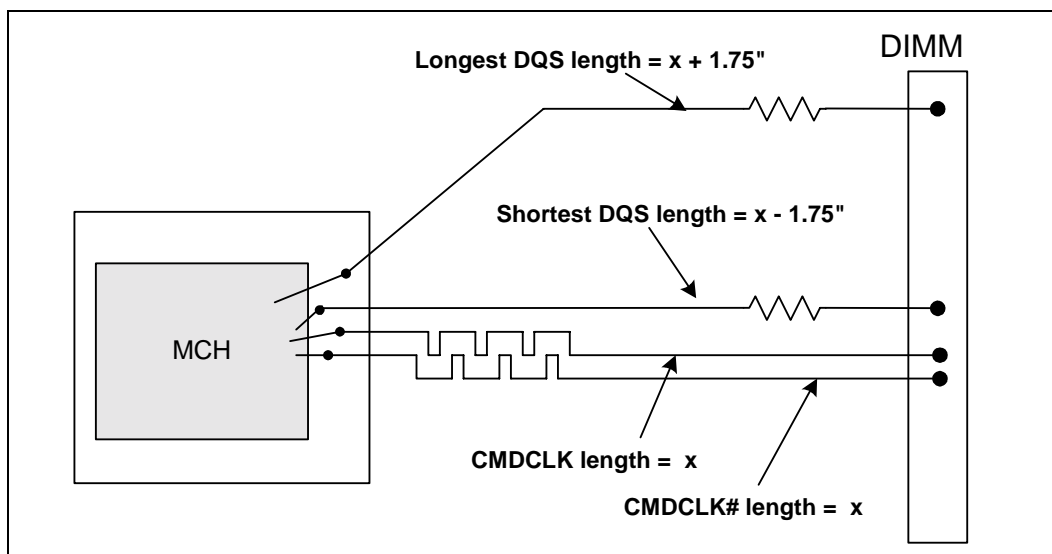 Longest DQS length = x + 1.75"
DIMM
Shortest DQS length = x - 1.75"
MCH
CMDCLK length =  x
CMDCLK# length =  x